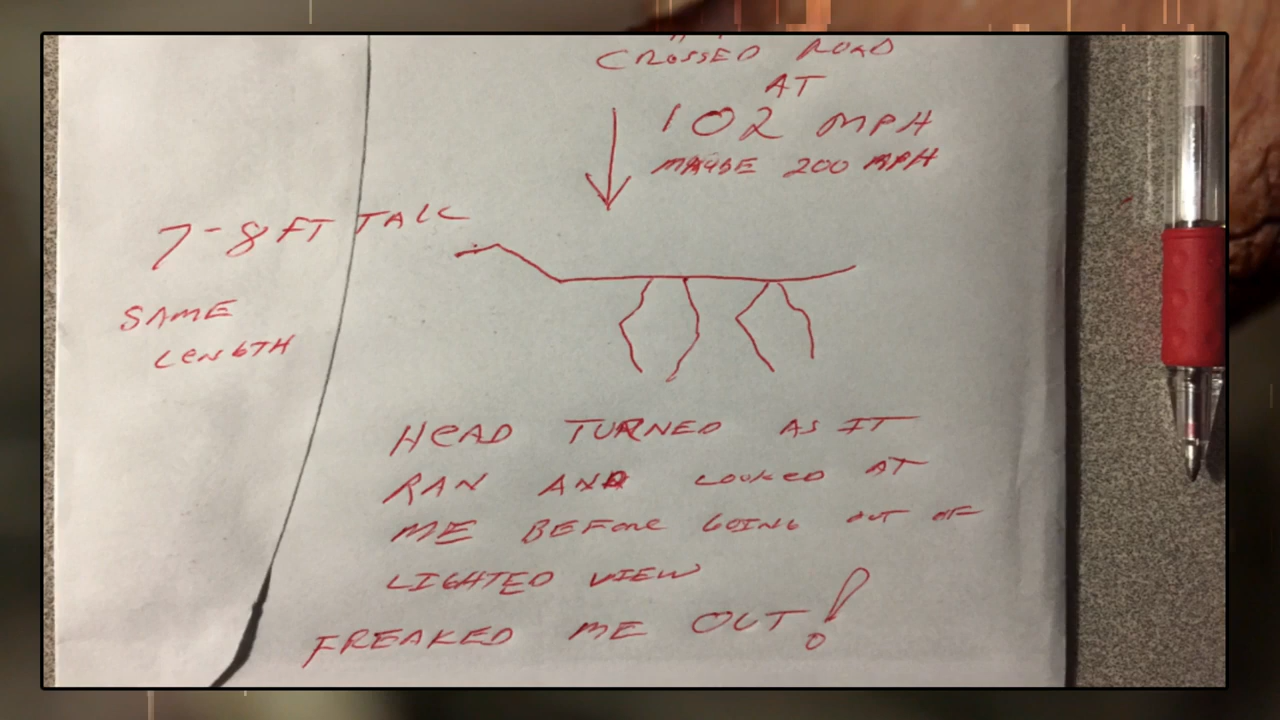 CROSSED ROAD
AT
102 MPH
MAYBE 200 MPH
7-8 FT TALL
SAME
LENGTH
HEAD TURNED AS IT
RAN AND LOOKED AT
ME BEFORE GOING OUT OF
LIGHTED VIEW
FREAKED ME OUT!